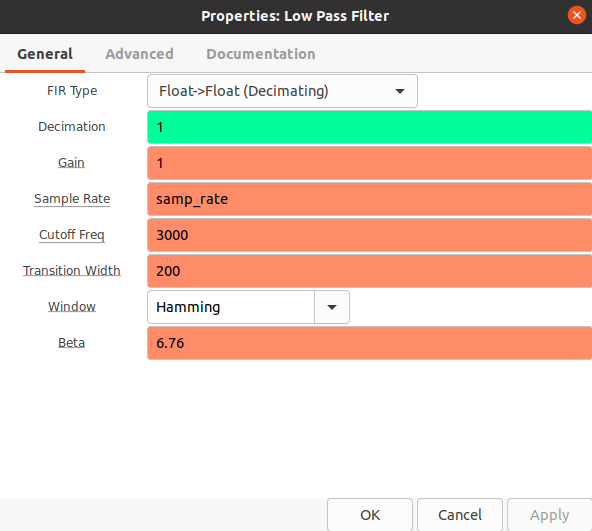 Properties: Low Pass Filter
General Advanced Documentation
FIR Type Float->Float (Decimating)
Decimation 1
Gain 1
Sample Rate samp_rate
Cutoff Freq 3000
Transition Width 200
Window Hamming
Beta 6.76
OK Cancel Apply